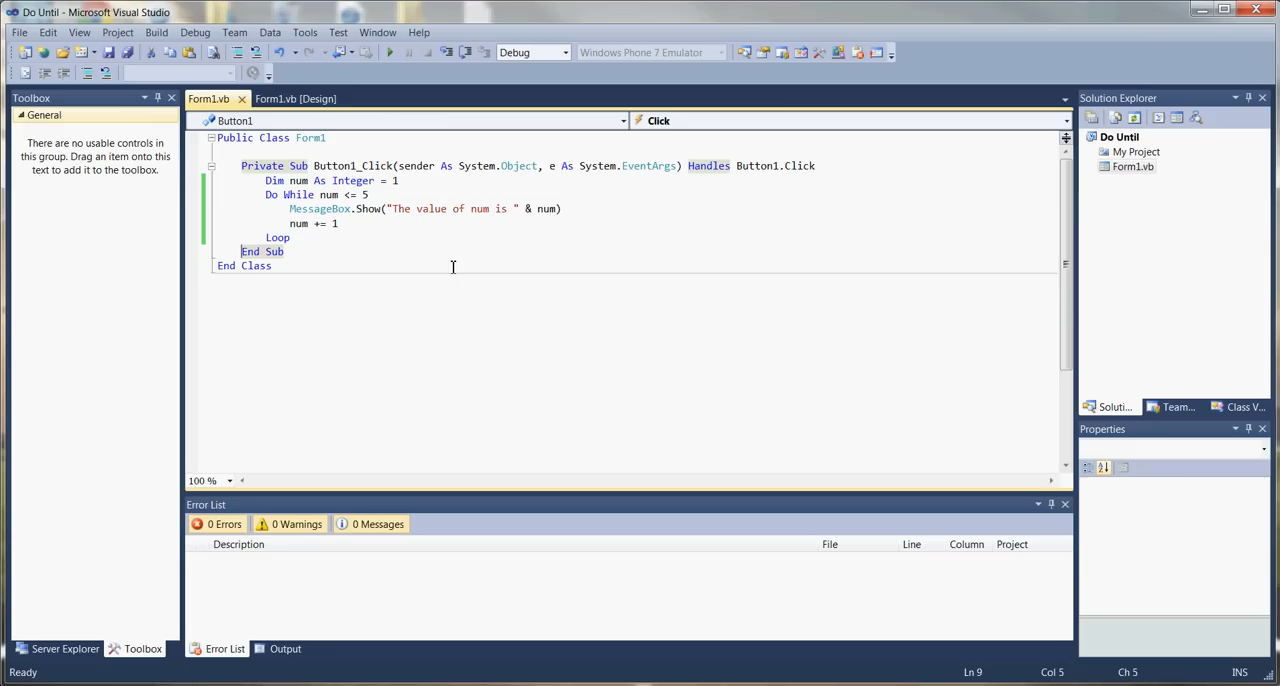 Do Until - Microsoft Visual Studio
File Edit View Project Build Debug Team Data Tools Test Window Help
Debug Windows Phone 7 Emulator
Toolbox
General
There are no usable controls in
this group. Drag an item onto this
text to add it to the toolbox.
Form1.vb Form1.vb [Design]
Button1 Click
Public Class Form1
Private Sub Button1_Click(sender As System.Object, e As System.EventArgs) Handles Button1.Click
Dim num As Integer = 1
Do While num <= 5
MessageBox.Show("The value of num is " & num)
num += 1
Loop
End Sub
End Class
100 %
Solution Explorer
Do Until
My Project
Form1.vb
Soluti... Team... Class V...
Properties
Error List
0 Errors 0 Warnings 0 Messages
Description File Line Column Project
Server Explorer Toolbox Error List Output
Ready Ln 9 Col 5 Ch 5 INS